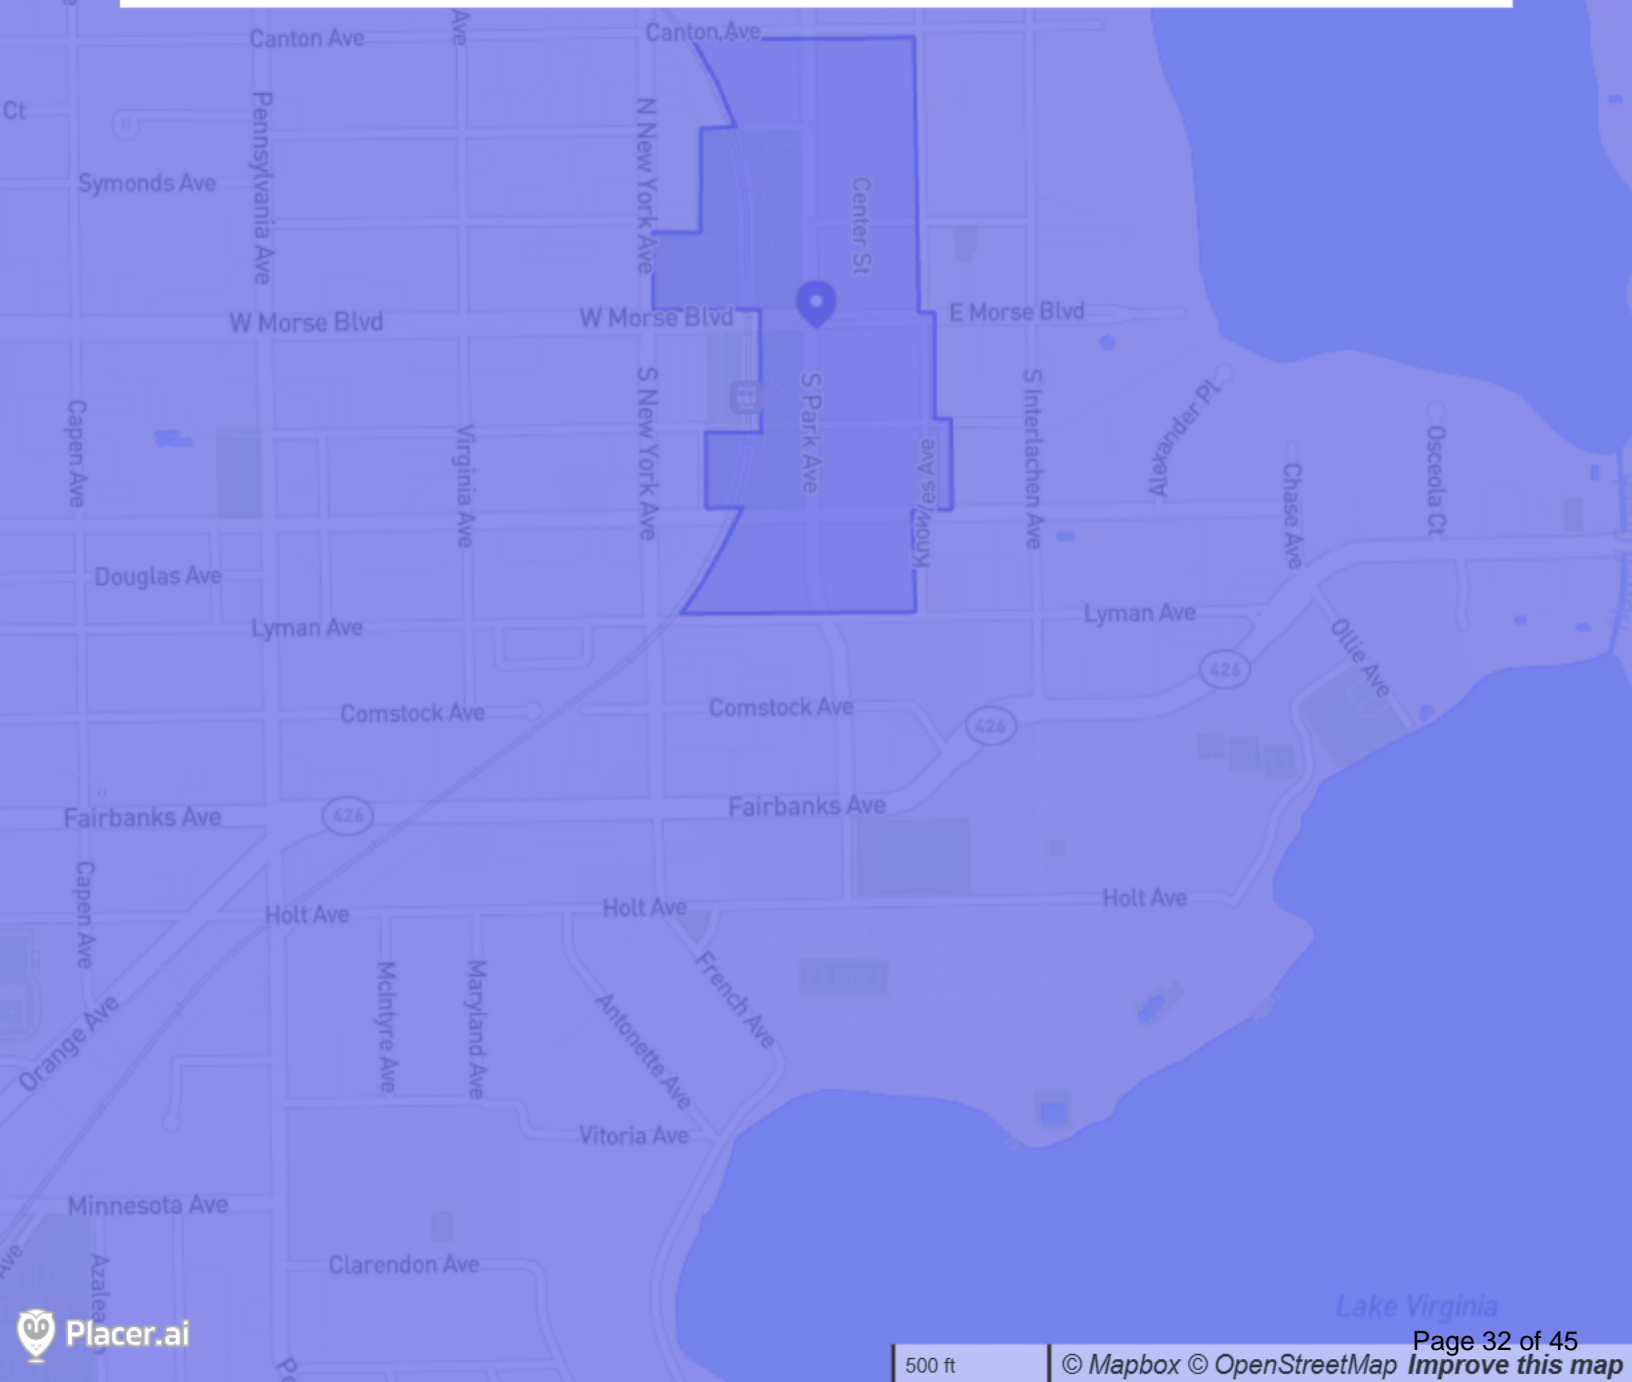 Canton Ave
Ave
Canton Ave
Ct
Pennsylvania Ave
N New York Ave
Symonds Ave
Center St
W Morse Blvd
W Morse Blvd
E Morse Blvd
Capen Ave
Virginia Ave
S New York Ave
S Park Ave
Knowles Ave
S Interlachen Ave
Alexander Pl
Chase Ave
Osceola Ct
Douglas Ave
Lyman Ave
Lyman Ave
Ollie Ave
426
Comstock Ave
Comstock Ave
426
Fairbanks Ave
426
Fairbanks Ave
Capen Ave
Holt Ave
Holt Ave
Holt Ave
Orange Ave
McIntyre Ave
Maryland Ave
Antonette Ave
French Ave
Vitoria Ave
Minnesota Ave
Ave
Azalea
Clarendon Ave
Pe
Lake Virginia
Placer.ai
Page 32 of 45
500 ft
© Mapbox © OpenStreetMap Improve this map